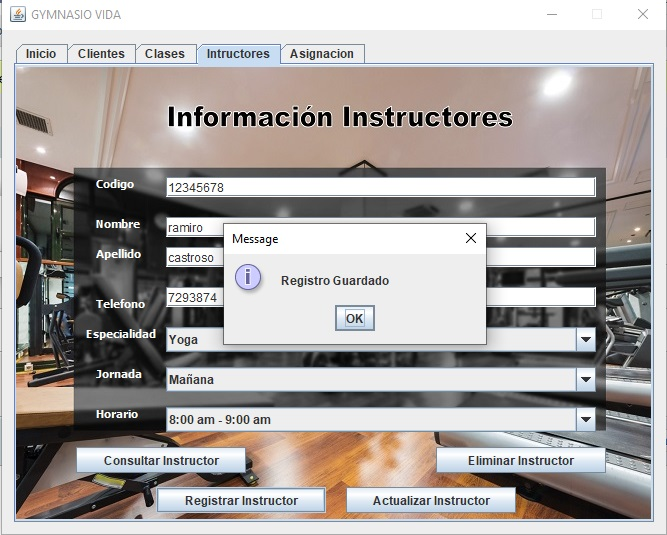 GYMNASIO VIDA
Inicio Clientes Clases Intructores Asignacion
Información Instructores
Codigo 12345678
Nombre ramiro
Apellido castroso
Telefono 7293874
Message
Registro Guardado
OK
Especialidad Yoga
Jornada Mañana
Horario 8:00 am - 9:00 am
Consultar Instructor Eliminar Instructor
Registrar Instructor Actualizar Instructor